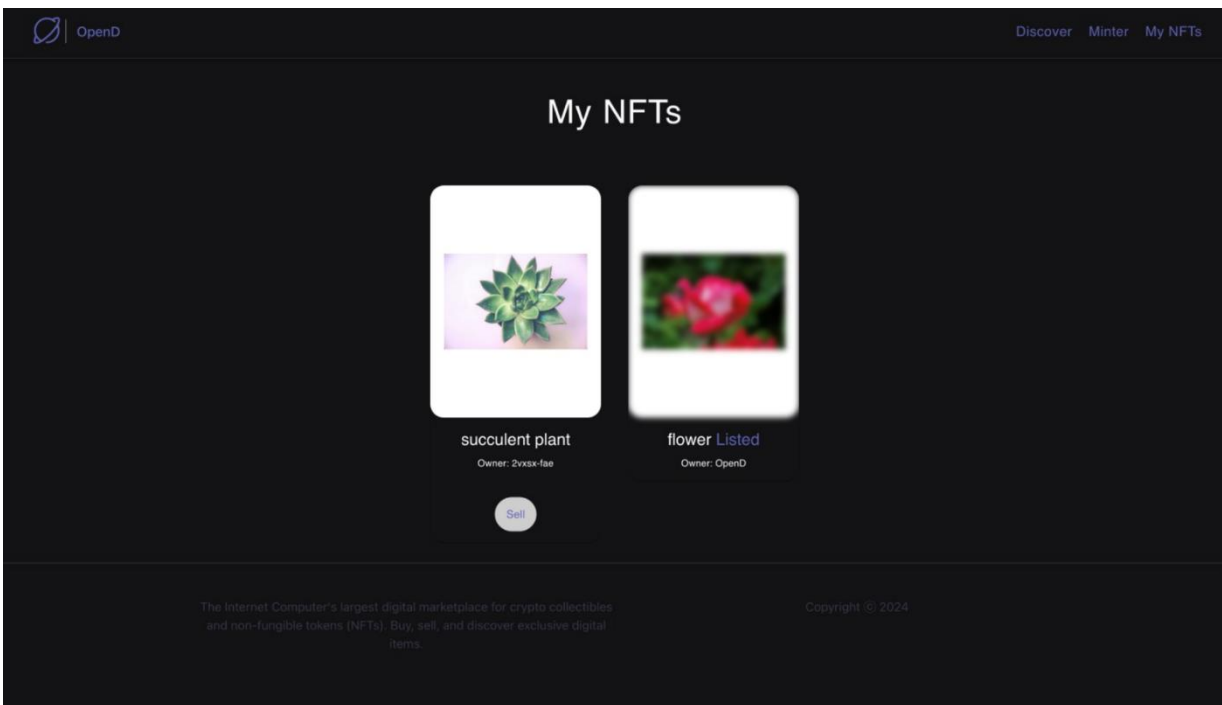 OpenD
Discover Minter My NFTs
My NFTs
succulent plant
Owner: 2vxsx-fae
Sell
flower Listed
Owner: OpenD
The Internet Computer's largest digital marketplace for crypto collectibles
and non-fungible tokens (NFTs). Buy, sell, and discover exclusive digital
items.
Copyright ⓒ 2024